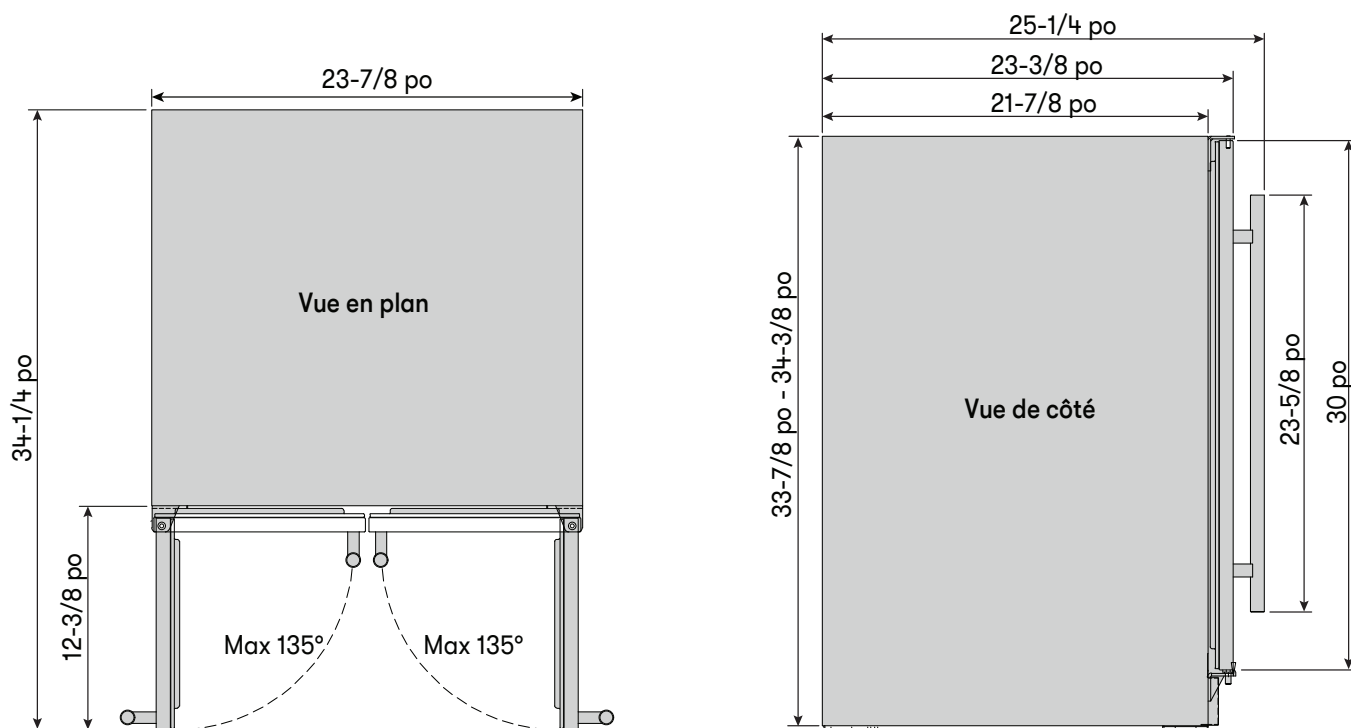 23-7/8 po
Vue en plan
34-1/4 po
12-3/8 po
Max 135°
Max 135°
25-1/4 po
23-3/8 po
21-7/8 po
33-7/8 po - 34-3/8 po
Vue de côté
23-5/8 po
30 po